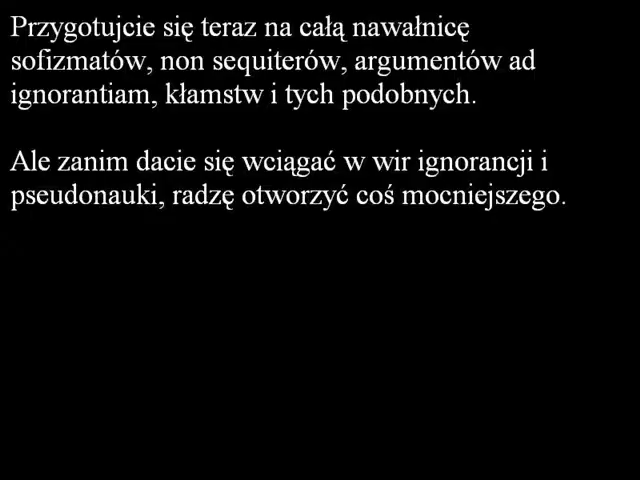 Przygotujcie się teraz na całą nawałnicę
sofizmatów, non sequiterów, argumentów ad
ignorantiam, kłamstw i tych podobnych.
Ale zanim dacie się wciągać w wir ignorancji i
pseudonauki, radzę otworzyć coś mocniejszego.